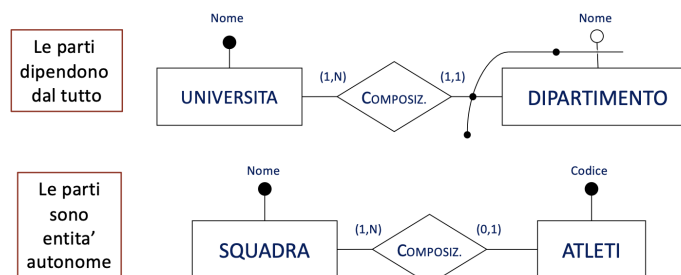 Nome
Nome
Le parti
dipendono
dal tutto
(1,N)
(1,1)
UNIVERSITA
COMPOSIZ.
DIPARTIMENTO
Nome
Codice
Le parti
sono
entita’
autonome
(1,N)
(0,1)
SQUADRA
COMPOSIZ.
ATLETI